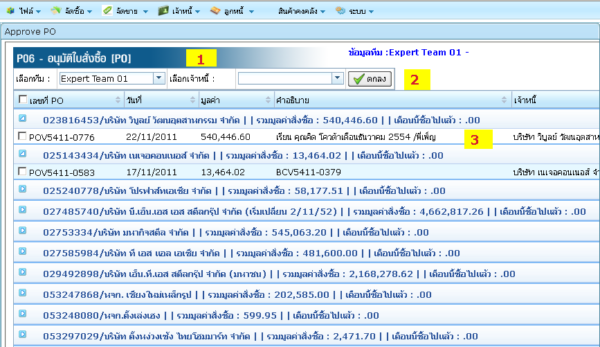 ไฟล์ จัดซื้อ จัดขาย เจ้าหนี้ ลูกหนี้ สินค้าคงคลัง ระบบ
Approve PO
P06 - อนุมัติใบสั่งซื้อ [PO] 1 ข้อมูลทีม :Expert Team 01 -
เลือกทีม : Expert Team 01 เลือกเจ้าหนี้ : ตกลง 2
เลขที่ PO วันที่ มูลค่า คำอธิบาย เจ้าหนี้
023816453/บริษัท วิบูลย์ วัฒนอุตสาหกรรม จำกัด | | รวมมูลค่าสั่งซื้อ : 540,446.60 | | เดือนนี้ซื้อไปแล้ว : .00
POV5411-0776 22/11/2011 540,446.60 เรียน คุณคิด โควต้าเดือนธันวาคม 2554 /พี่เพ็ญ 3 บริษัท วิบูลย์ วัฒนอุตสาห
025143434/บริษัท เนเจอคอนเนอส์ จำกัด | | รวมมูลค่าสั่งซื้อ : 13,464.02 | | เดือนนี้ซื้อไปแล้ว : .00
POV5411-0583 17/11/2011 13,464.02 BCV5411-0379 บริษัท เนเจอคอนเนอส์ จำ
025240778/บริษัท โปรฟาส์ทเอเซีย จำกัด | | รวมมูลค่าสั่งซื้อ : 58,177.51 | | เดือนนี้ซื้อไปแล้ว : .00
027485740/บริษัท บี.เอ็น.เอส เอส สตีลกรุ๊ป จำกัด (เริ่มเปลี่ยน 2/11/52) | | รวมมูลค่าสั่งซื้อ : 4,662,817.26 | | เดือนนี้ซื้อไปแล้ว : .00
02753334/บริษัท มหากิจสตีล จำกัด | | รวมมูลค่าสั่งซื้อ : 545,063.20 | | เดือนนี้ซื้อไปแล้ว : .00
027585984/บริษัท ที เอส แอล เอเซีย จำกัด | | รวมมูลค่าสั่งซื้อ : 481,600.00 | | เดือนนี้ซื้อไปแล้ว : .00
029492898/บริษัท เอ็น.ที.เอส สตีลกรุ๊ป จำกัด (มหาชน) | | รวมมูลค่าสั่งซื้อ : 2,168,278.62 | | เดือนนี้ซื้อไปแล้ว : .00
053247868/หจก. เชียงใหม่เหล็กรูป | | รวมมูลค่าสั่งซื้อ : 202,585.00 | | เดือนนี้ซื้อไปแล้ว : .00
053248080/หจก.ตั้งเล่งเฮง | | รวมมูลค่าสั่งซื้อ : 599.95 | | เดือนนี้ซื้อไปแล้ว : .00
053297029/บริษัท ตั้งหง่วงเซ้ง ไทยโฮมมาร์ท จำกัด | | รวมมูลค่าสั่งซื้อ : 2,471.70 | | เดือนนี้ซื้อไปแล้ว : .00